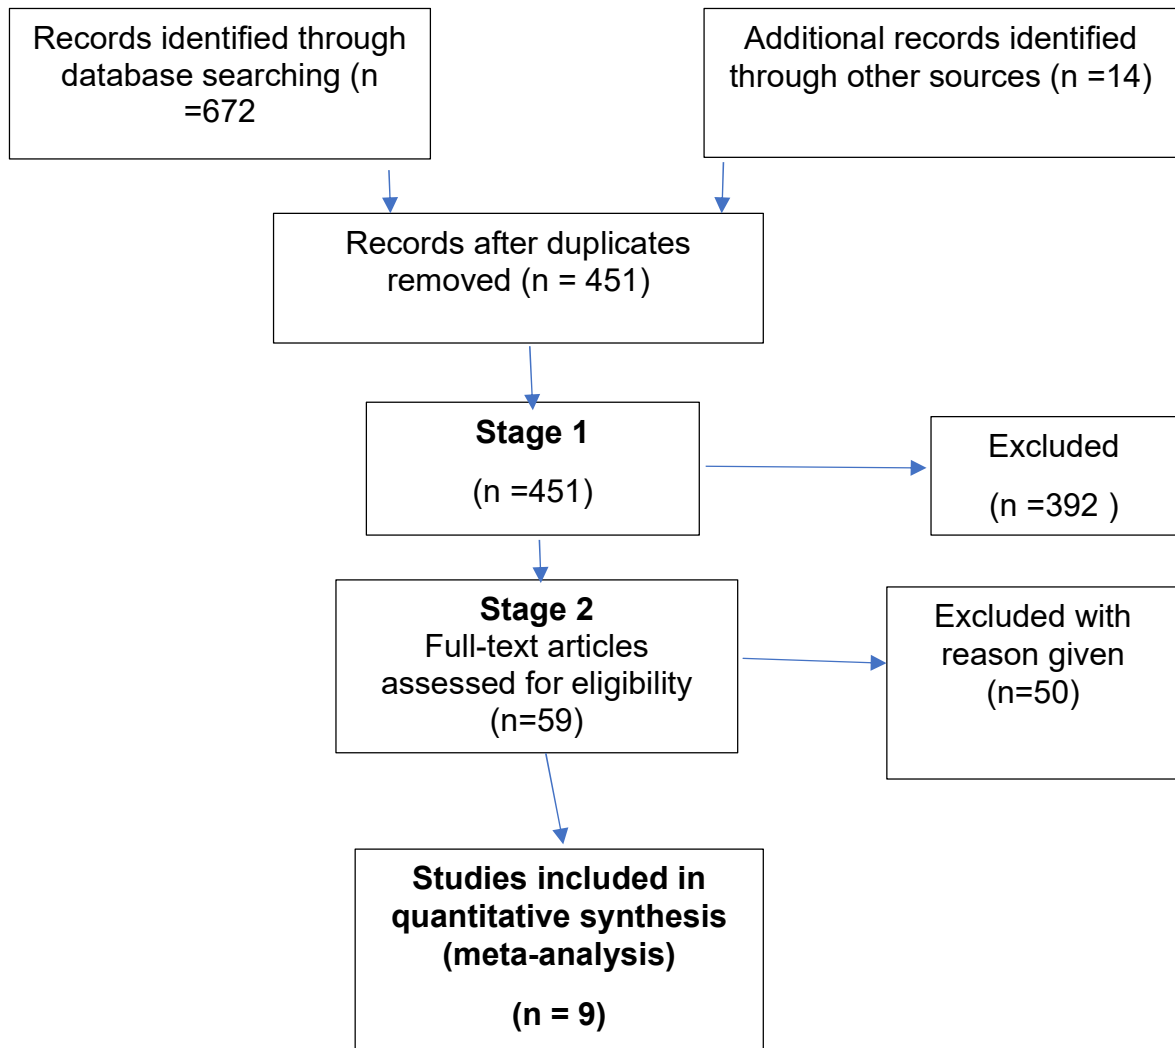 Records identified through
database searching (n
=672
Additional records identified
through other sources (n =14)
Records after duplicates
removed (n = 451)
Stage 1
(n =451)
Excluded
(n =392 )
Stage 2
Full-text articles
assessed for eligibility
(n=59)
Excluded with
reason given
(n=50)
Studies included in
quantitative synthesis
(meta-analysis)
(n = 9)